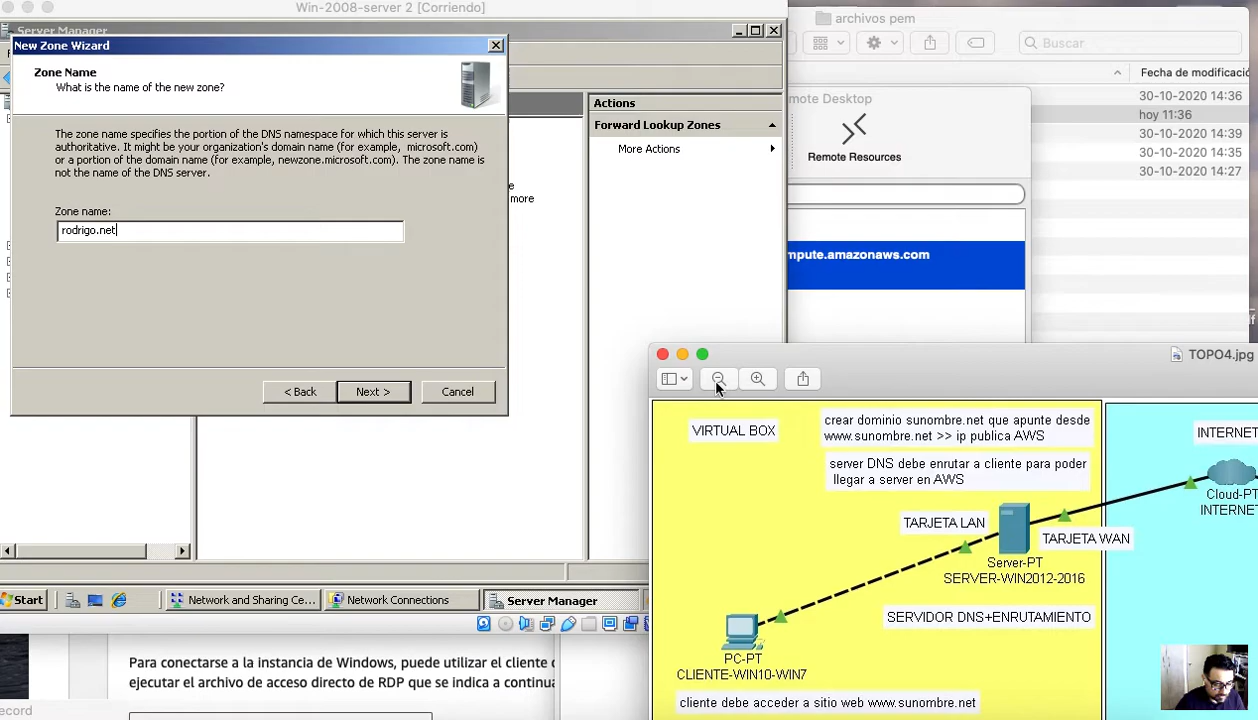 Win-2008-server 2 [Corriendo]
Server Manager
New Zone Wizard
Zone Name
What is the name of the new zone?
The zone name specifies the portion of the DNS namespace for which this server is
authoritative. It might be your organization's domain name (for example, microsoft.com)
or a portion of the domain name (for example, newzone.microsoft.com). The zone name is
not the name of the DNS server.
Zone name:
rodrigo.net
< Back
Next >
Cancel
more
Actions
Forward Lookup Zones
More Actions
archivos pem
Buscar
Fecha de modificació
30-10-2020 14:36
hoy 11:36
30-10-2020 14:39
30-10-2020 14:35
30-10-2020 14:27
mote Desktop
Remote Resources
mpute.amazonaws.com
TOPO4.jpg
VIRTUAL BOX
crear dominio sunombre.net que apunte desde
www.sunombre.net >> ip publica AWS
server DNS debe enrutar a cliente para poder
llegar a server en AWS
INTERNET
Cloud-PT
INTERNET
TARJETA LAN
TARJETA WAN
Server-PT
SERVER-WIN2012-2016
SERVIDOR DNS+ENRUTAMIENTO
PC-PT
CLIENTE-WIN10-WIN7
cliente debe acceder a sitio web www.sunombre.net
Start
Network and Sharing Ce...
Network Connections
Server Manager
Para conectarse a la instancia de Windows, puede utilizar el cliente d
ejecutar el archivo de acceso directo de RDP que se indica a continua
ecord